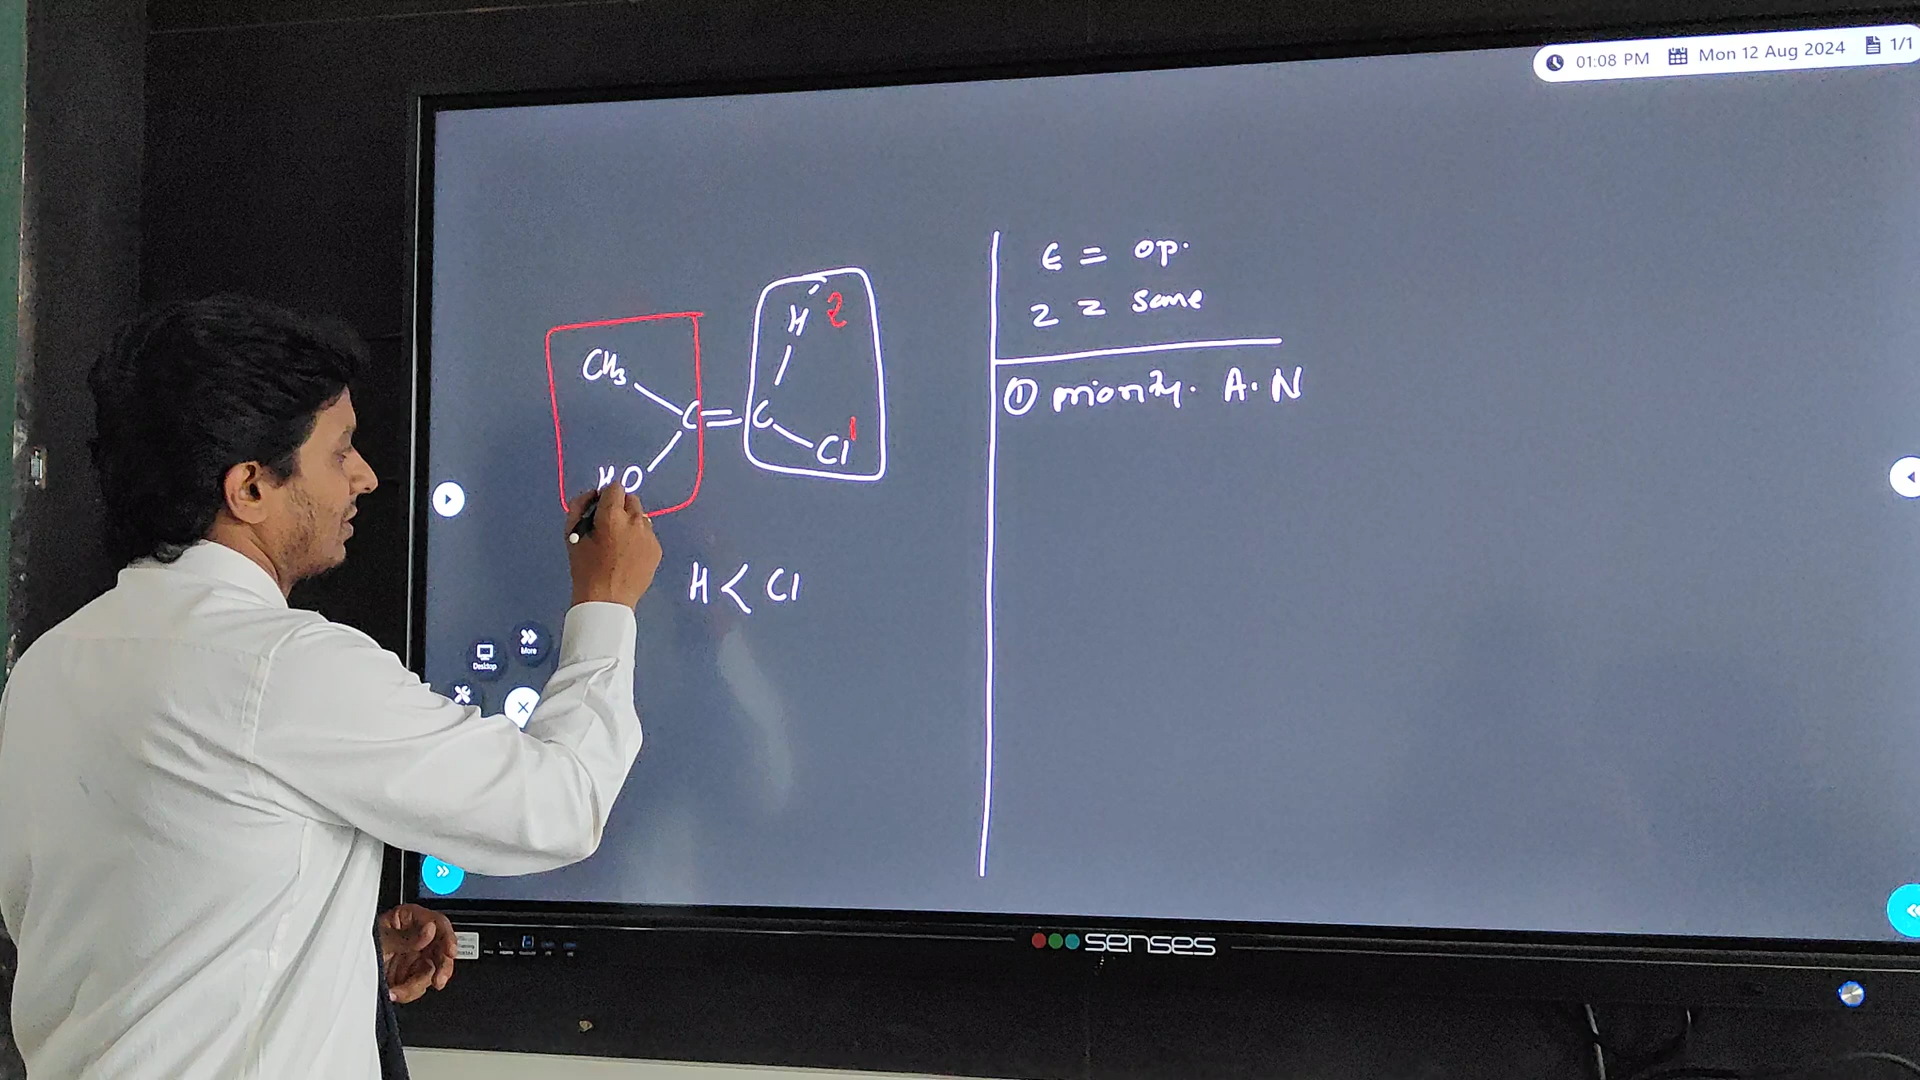 01:08 PM Mon 12 Aug 2024 1/1
E = op.
Z = same
① priority. A.N
H 2
CH3
C=C
Cl 1
HO
H < Cl
More
Desktop
senses